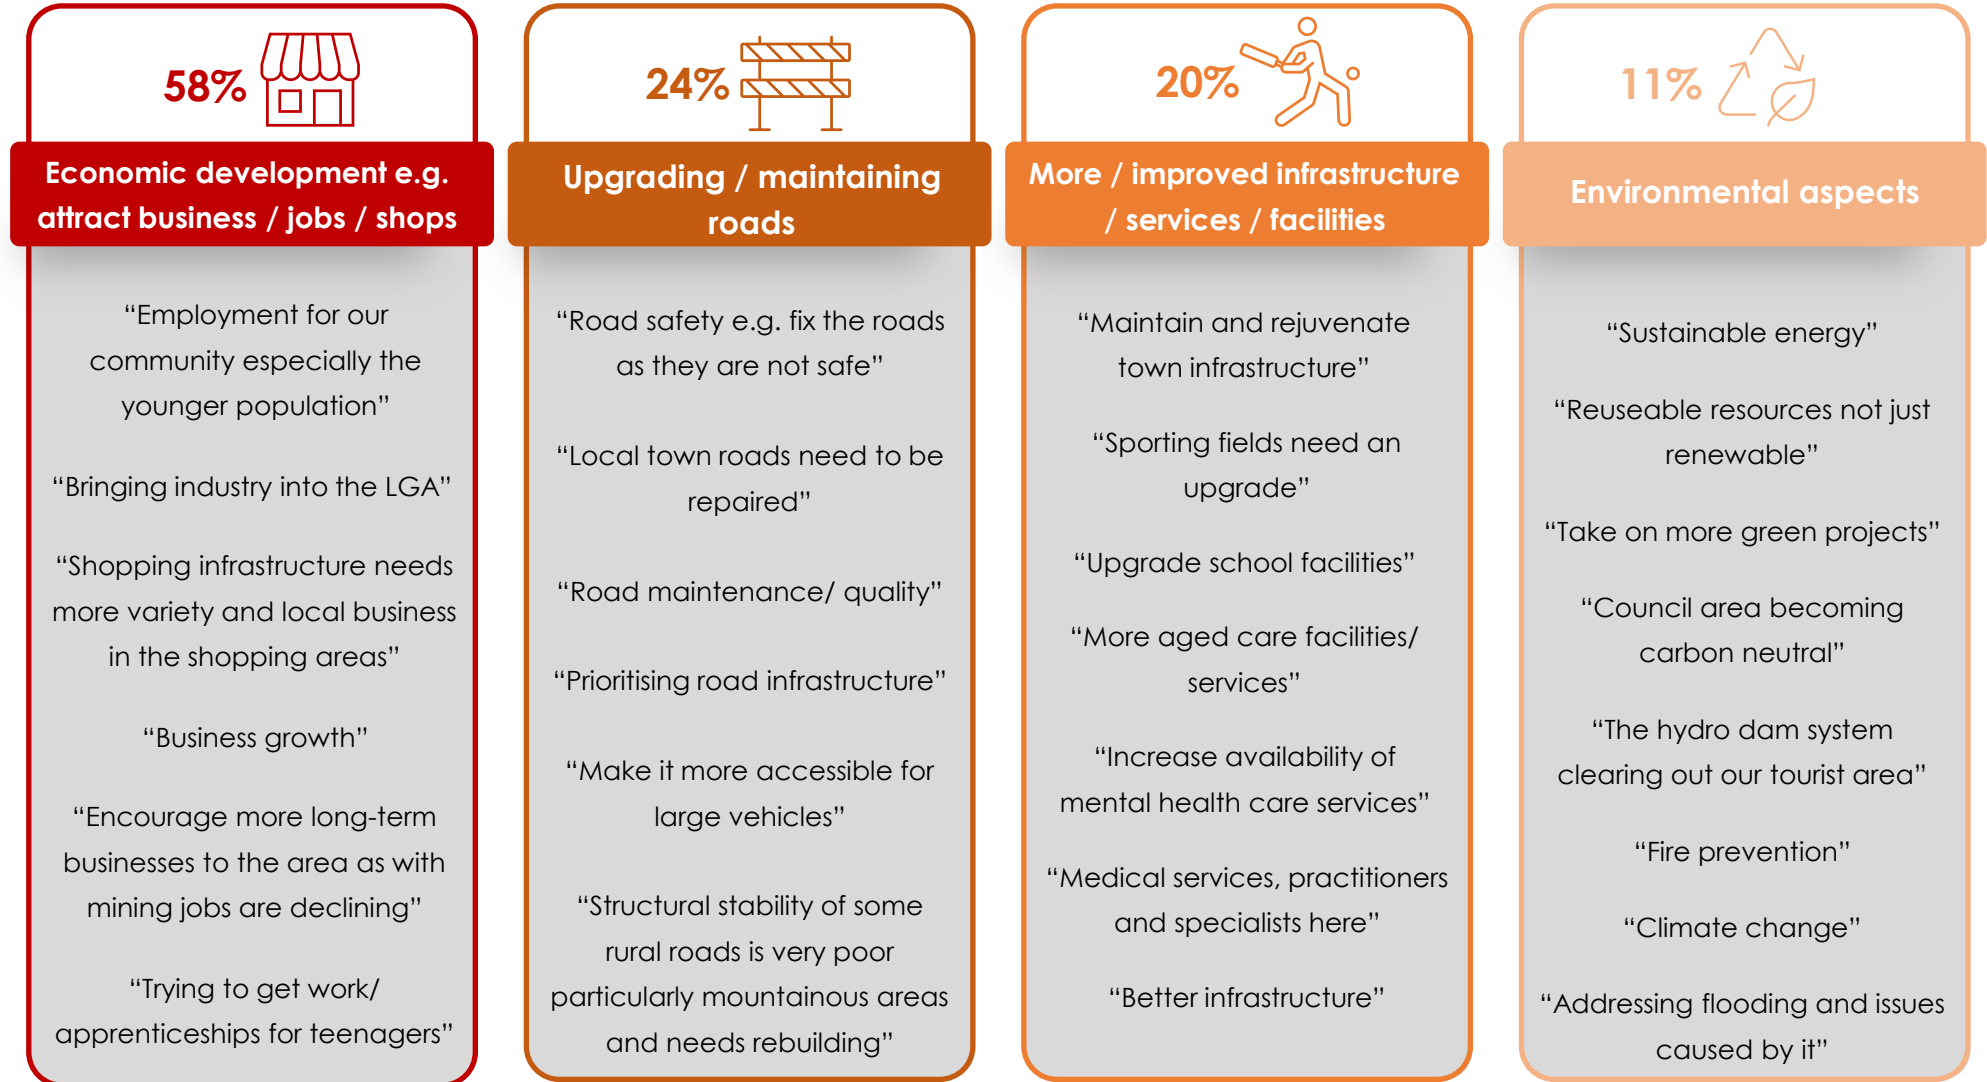 58%
Economic development e.g.
attract business / jobs / shops
“Employment for our
community especially the
younger population”
“Bringing industry into the LGA”
“Shopping infrastructure needs
more variety and local business
in the shopping areas”
“Business growth”
“Encourage more long-term
businesses to the area as with
mining jobs are declining”
“Trying to get work/
apprenticeships for teenagers”
24%
Upgrading / maintaining
roads
“Road safety e.g. fix the roads
as they are not safe”
“Local town roads need to be
repaired”
“Road maintenance/ quality”
“Prioritising road infrastructure”
“Make it more accessible for
large vehicles”
“Structural stability of some
rural roads is very poor
particularly mountainous areas
and needs rebuilding”
20%
More / improved infrastructure
/ services / facilities
“Maintain and rejuvenate
town infrastructure”
“Sporting fields need an
upgrade”
“Upgrade school facilities”
“More aged care facilities/
services”
“Increase availability of
mental health care services”
“Medical services, practitioners
and specialists here”
“Better infrastructure”
11%
Environmental aspects
“Sustainable energy”
“Reuseable resources not just
renewable”
“Take on more green projects”
“Council area becoming
carbon neutral”
“The hydro dam system
clearing out our tourist area”
“Fire prevention”
“Climate change”
“Addressing flooding and issues
caused by it”